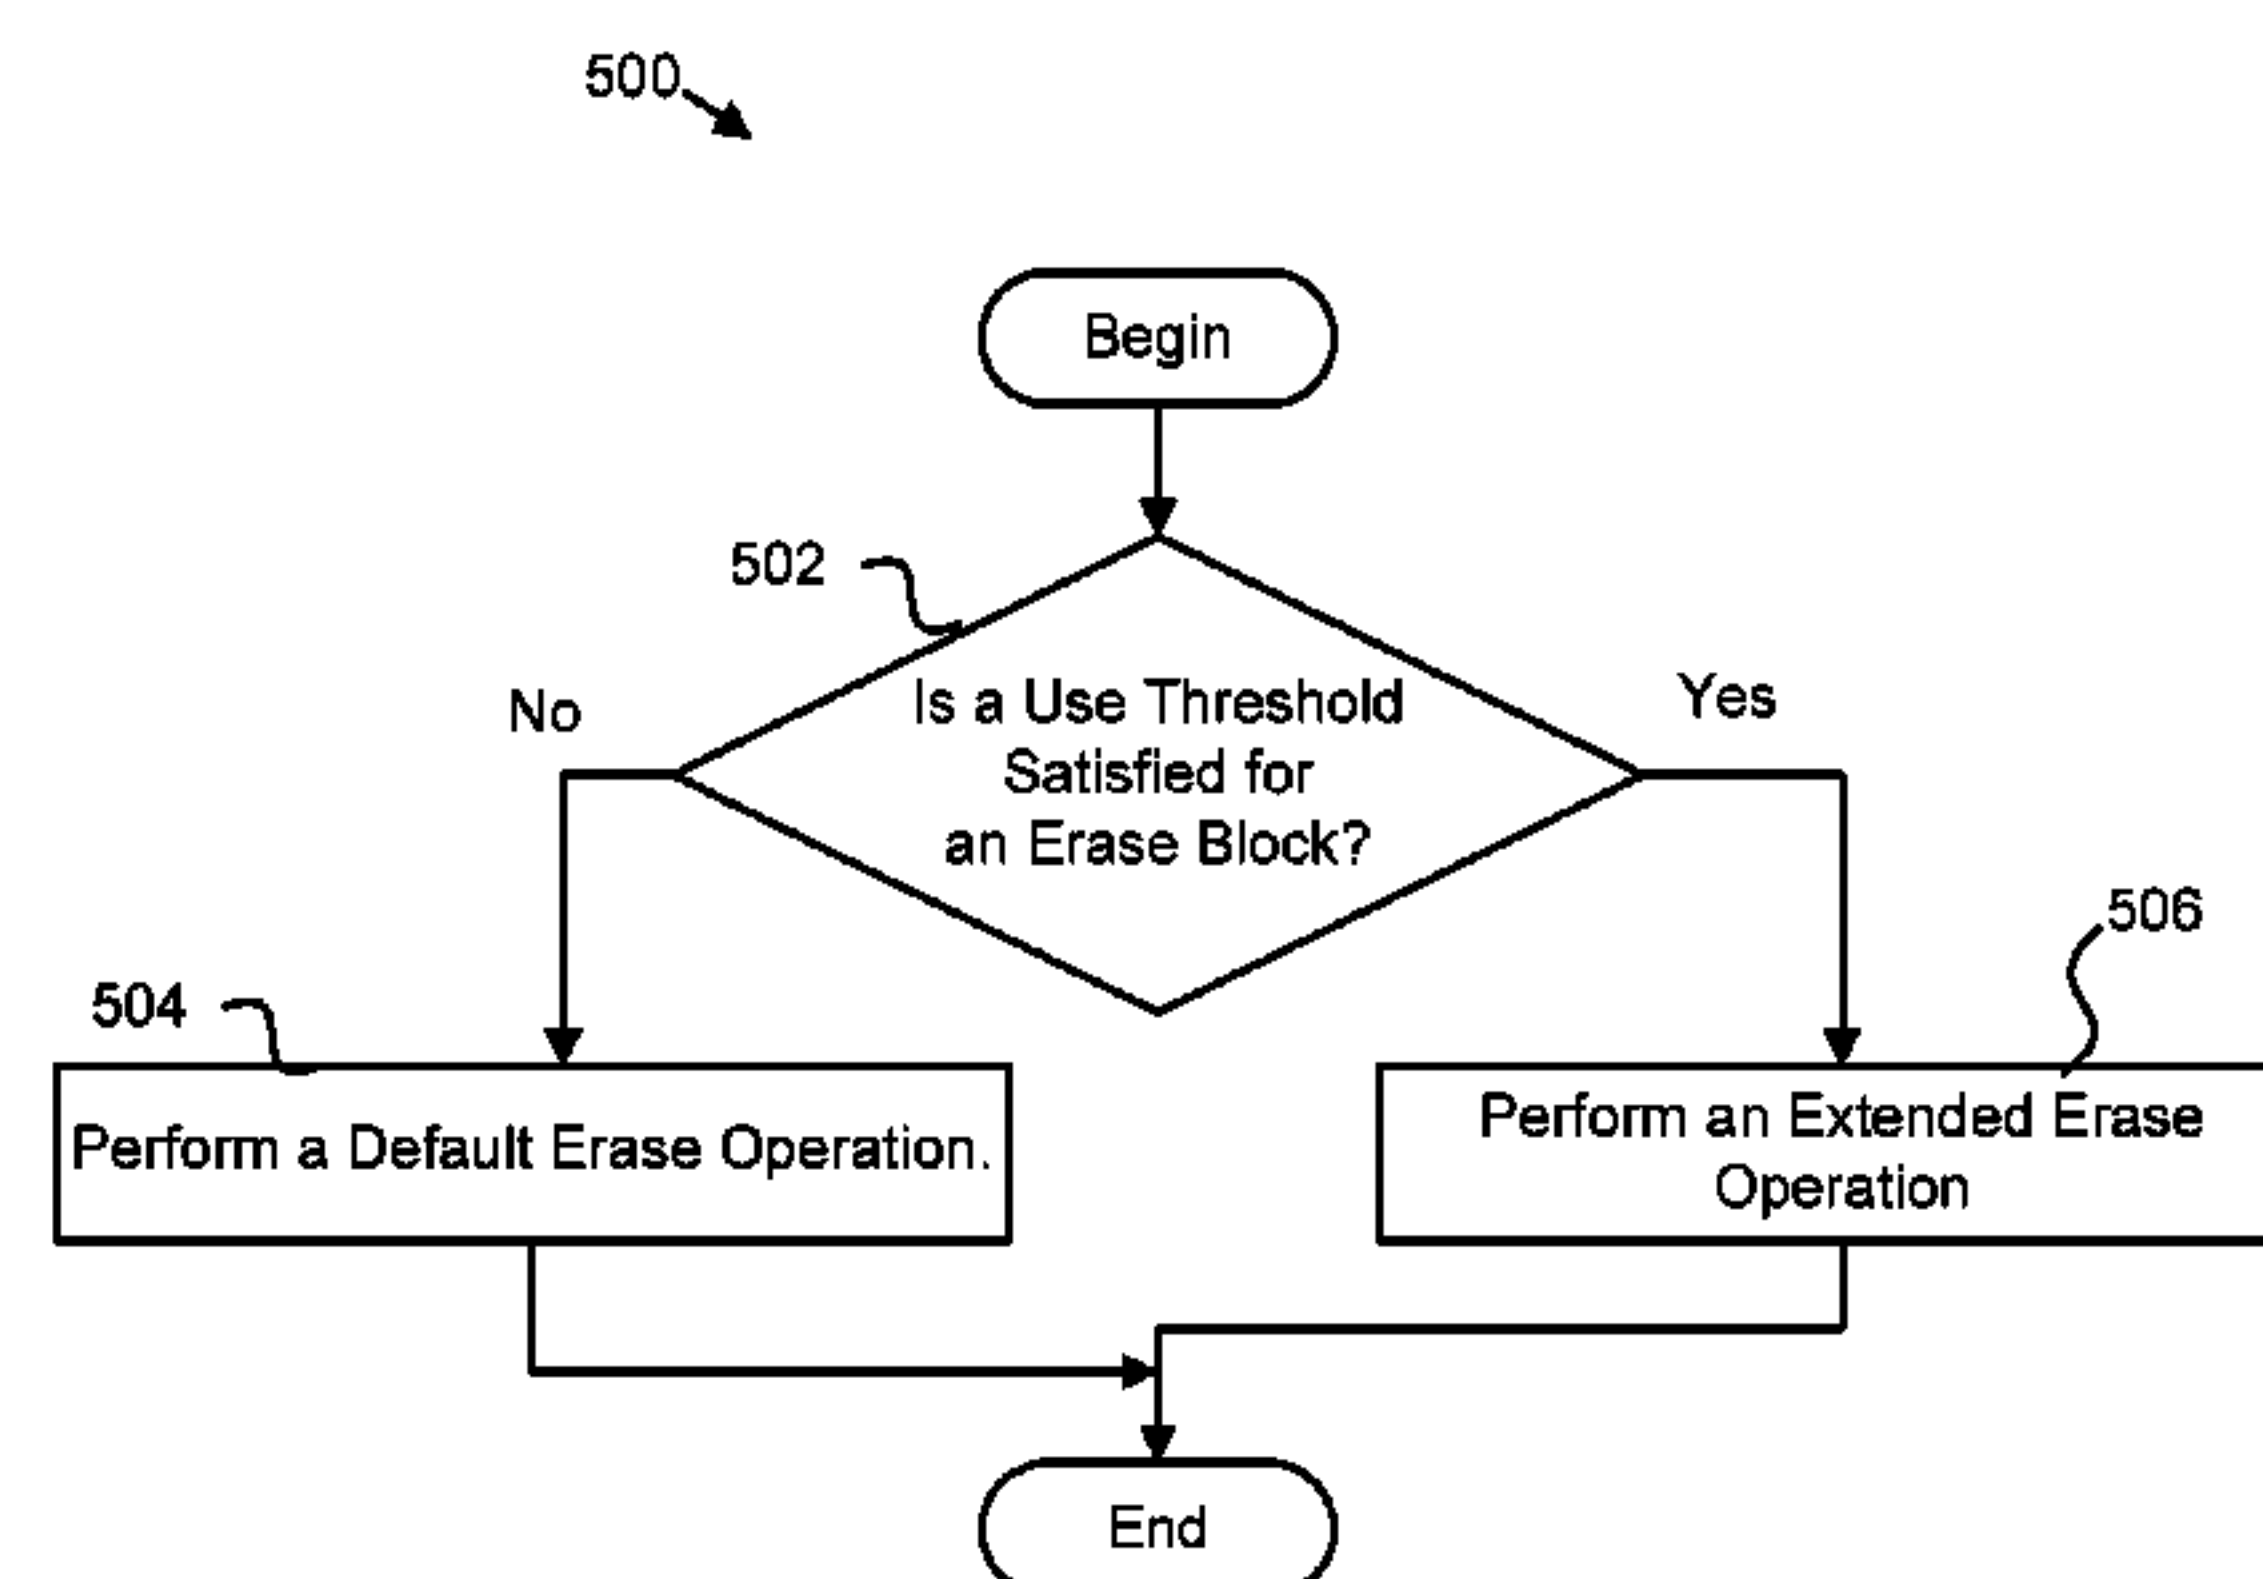 500
Begin
502
Is a Use Threshold
Satisfied for
an Erase Block?
No
Yes
504
506
Perform a Default Erase Operation.
Perform an Extended Erase
Operation
End